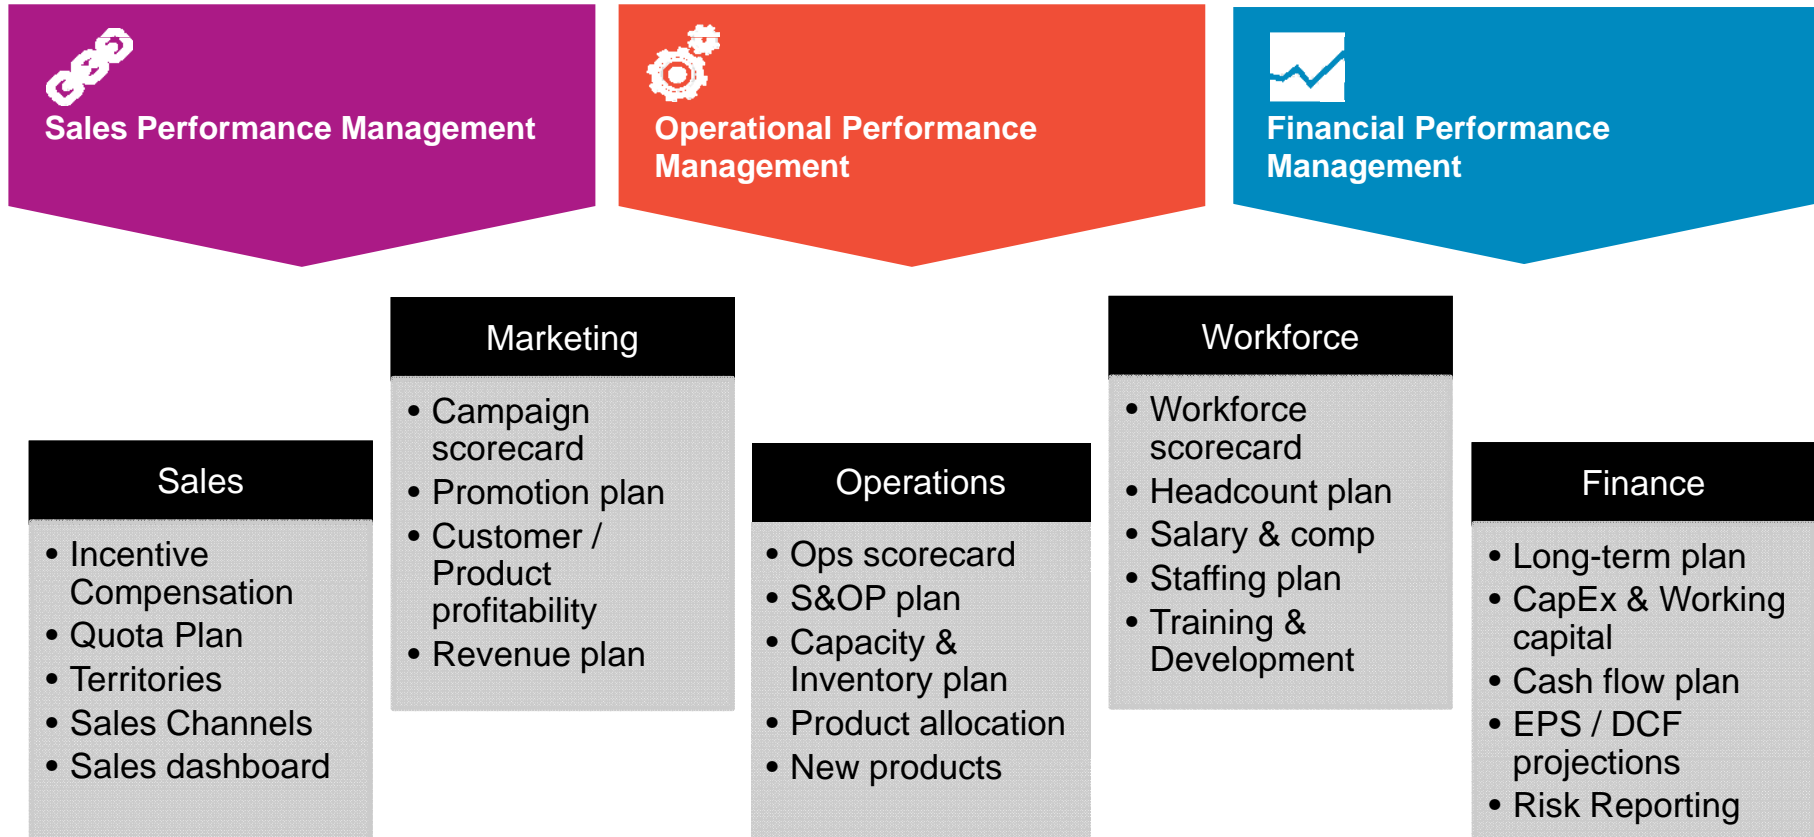 Sales Performance Management
Operational Performance
Management
Financial Performance
Management
Sales
• Incentive
Compensation
• Quota Plan
• Territories
• Sales Channels
• Sales dashboard
Marketing
• Campaign
scorecard
• Promotion plan
• Customer /
Product
profitability
• Revenue plan
Operations
• Ops scorecard
• S&OP plan
• Capacity &
Inventory plan
• Product allocation
• New products
Workforce
• Workforce
scorecard
• Headcount plan
• Salary & comp
• Staffing plan
• Training &
Development
Finance
• Long-term plan
• CapEx & Working
capital
• Cash flow plan
• EPS / DCF
projections
• Risk Reporting